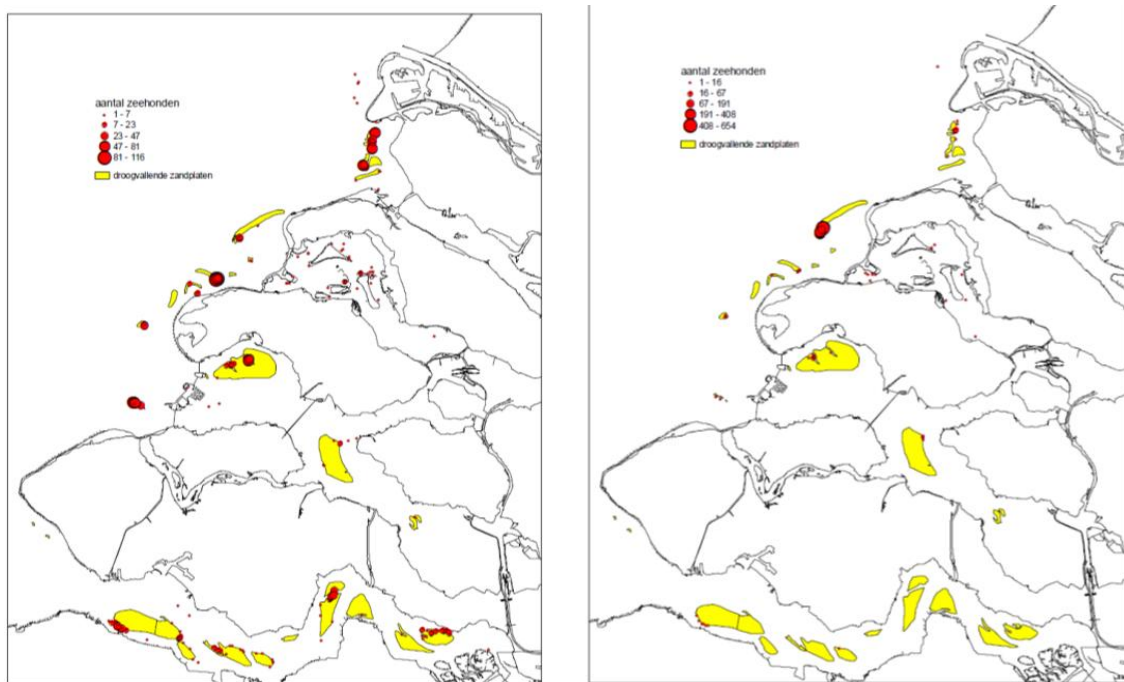 aantal zeehonden
1 - 7
7 - 23
23 - 47
47 - 81
81 - 116
droogvallende zandplaten
aantal zeehonden
1 - 16
16 - 67
67 - 191
191 - 408
408 - 654
droogvallende zandplaten